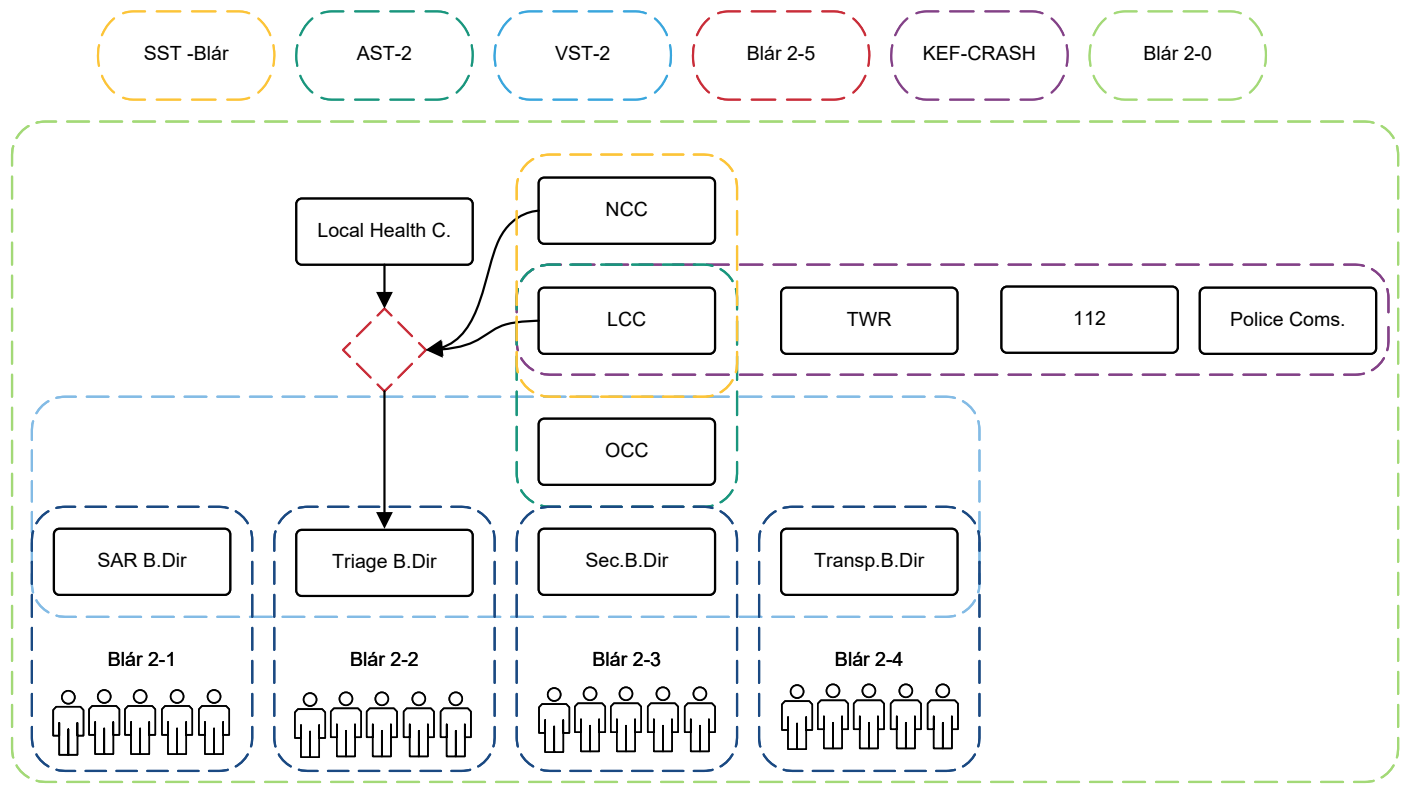 SST -Blár
AST-2
VST-2
Blár 2-5
KEF-CRASH
Blár 2-0
NCC
Local Health C.
LCC
TWR
112
Police Coms.
OCC
SAR B.Dir
Triage B.Dir
Sec.B.Dir
Transp.B.Dir
Blár 2-1
Blár 2-2
Blár 2-3
Blár 2-4